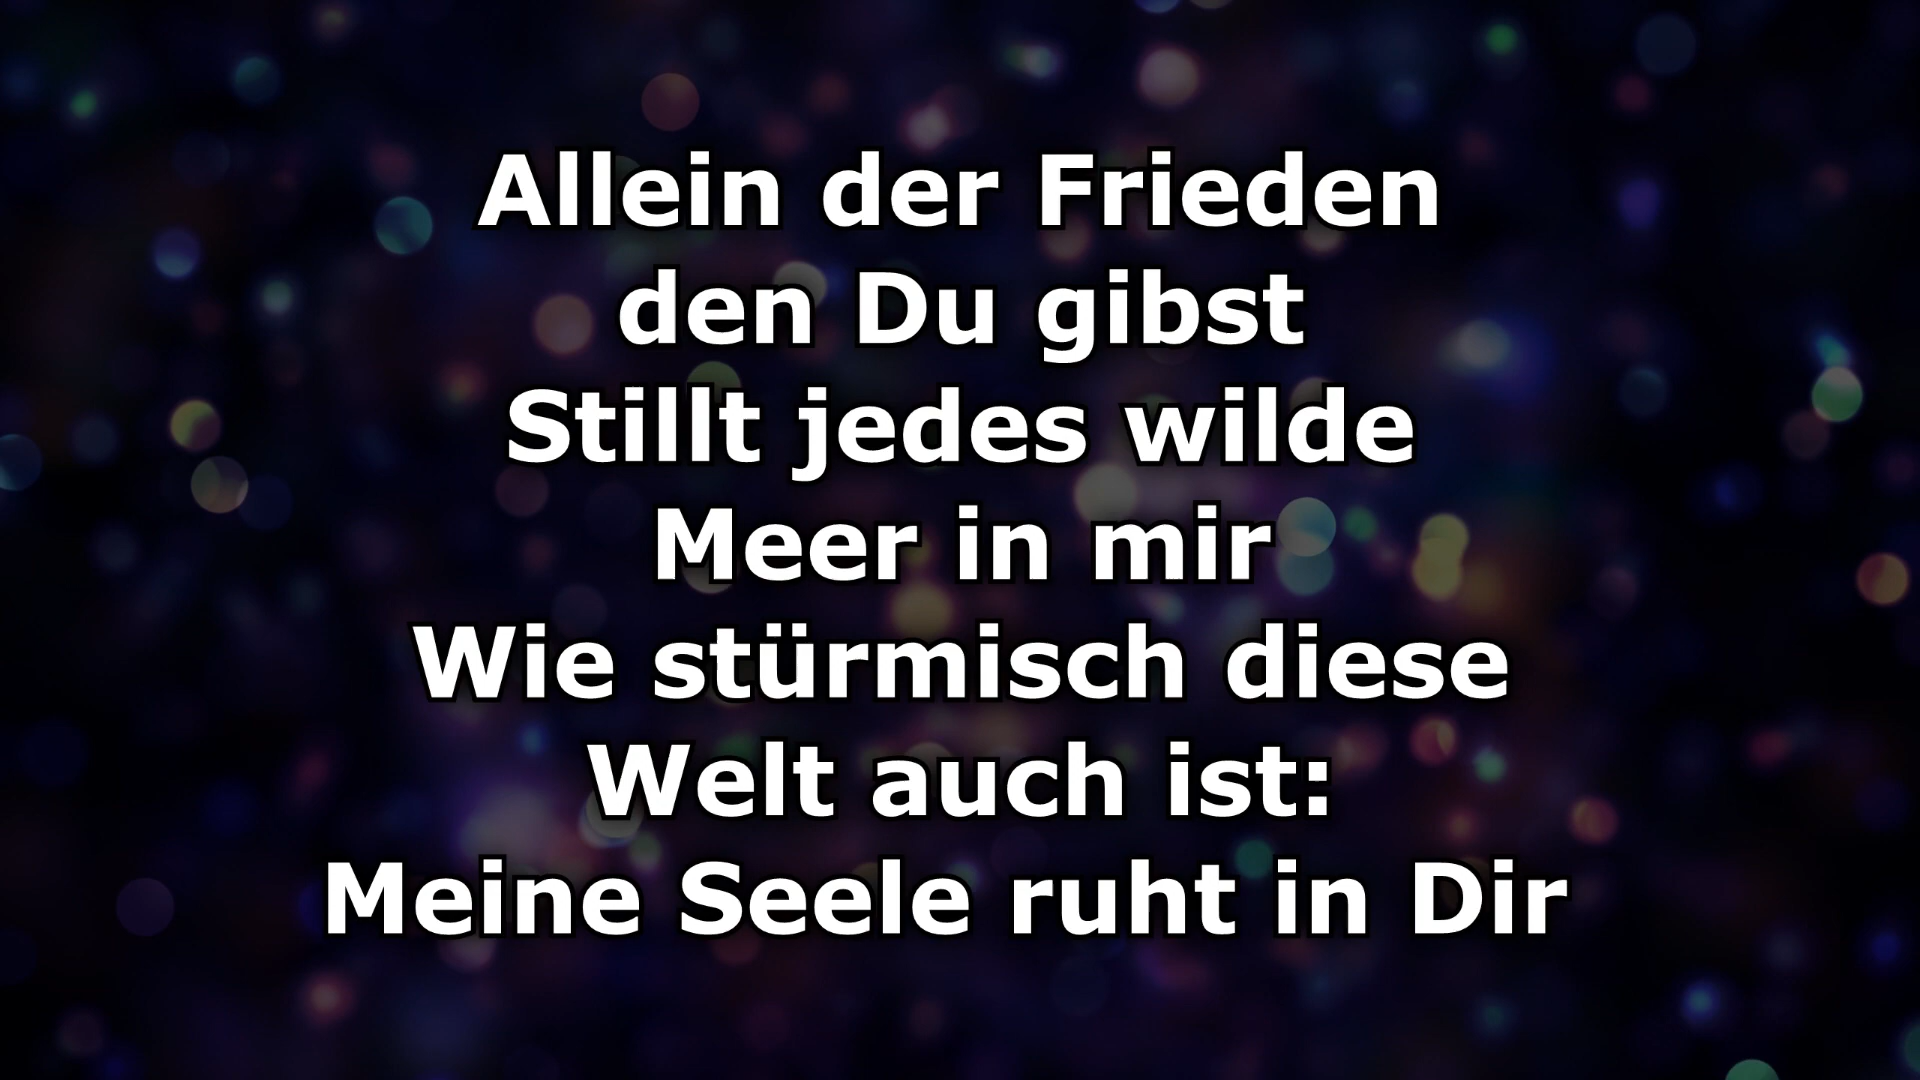 Allein der Frieden
den Du gibst
Stillt jedes wilde
Meer in mir
Wie stürmisch diese
Welt auch ist:
Meine Seele ruht in Dir